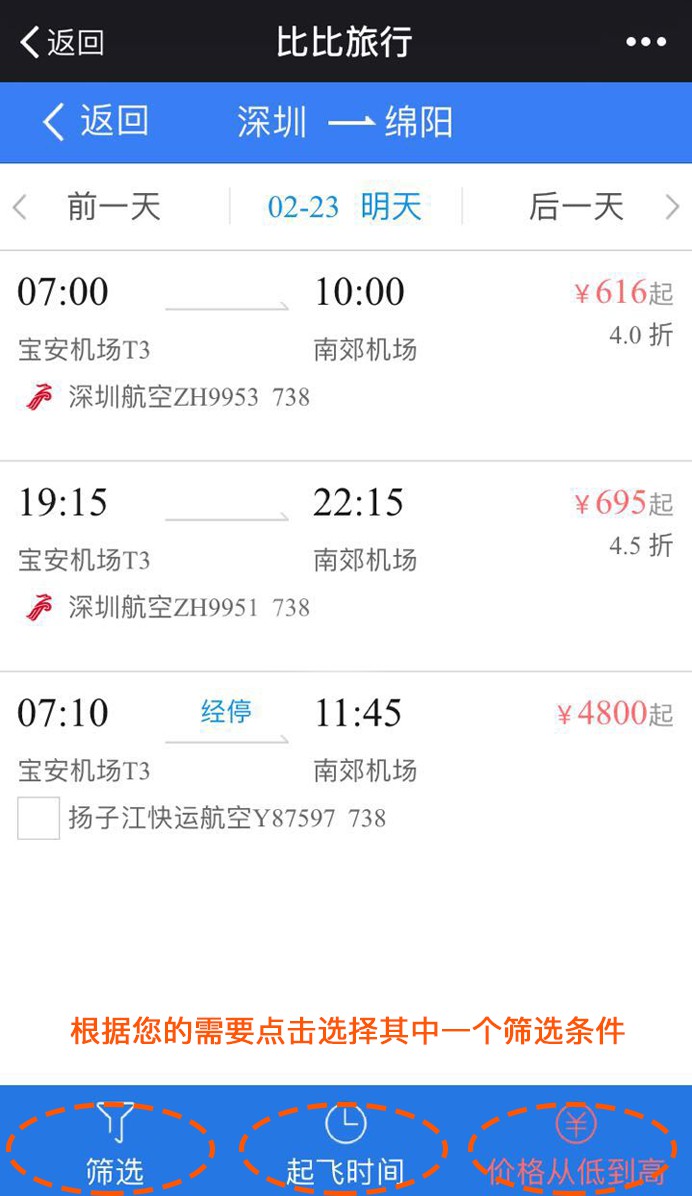 返回 比比旅行
返回 深圳 绵阳
前一天 02-23 明天 后一天
07:00 10:00 ¥616起
宝安机场T3 南郊机场 4.0 折
深圳航空ZH9953 738
19:15 22:15 ¥695起
宝安机场T3 南郊机场 4.5 折
深圳航空ZH9951 738
07:10 经停 11:45 ¥4800起
宝安机场T3 南郊机场
扬子江快运航空Y87597 738
根据您的需要点击选择其中一个筛选条件
筛选 起飞时间 价格从低到高